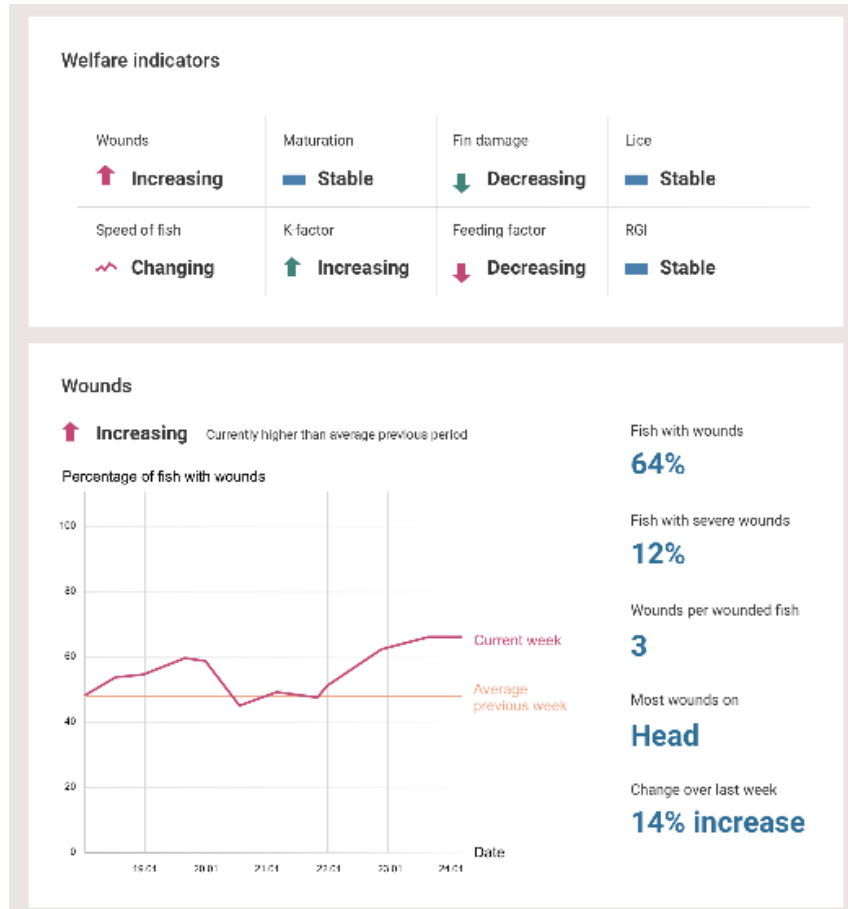 Welfare indicators
Wounds
Increasing
Maturation
Stable
Fin damage
Decreasing
Lice
Stable
Speed of fish
Changing
K-factor
Increasing
Feeding factor
Decreasing
RGI
Stable
Wounds
Increasing Currently higher than average previous period
Percentage of fish with wounds
100
80
60
40
20
0
Current week
Average
previous week
19.01 20.01 21.01 22.01 23.01 24.01
Date
Fish with wounds
64%
Fish with severe wounds
12%
Wounds per wounded fish
3
Most wounds on
Head
Change over last week
14% increase